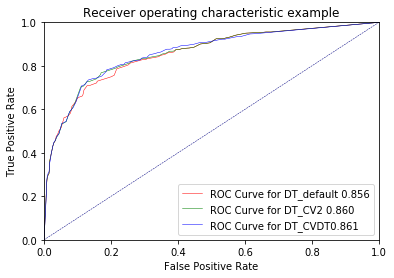 Receiver operating characteristic example
True Positive Rate
1.0
0.8
0.6
0.4
0.2
0.0
ROC Curve for DT_default 0.856
ROC Curve for DT_CV2 0.860
ROC Curve for DT_CVDT0.861
0.0 0.2 0.4 0.6 0.8 1.0
False Positive Rate